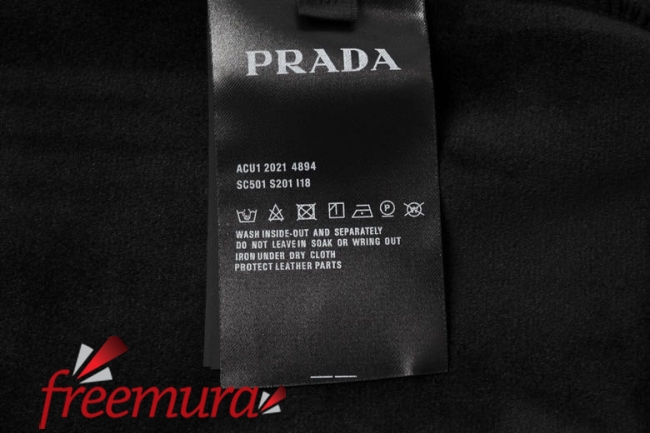 PRADA
ACU1 2021 4894
SC501 S201 I18
WASH INSIDE-OUT AND SEPARATELY
DO NOT LEAVEIN SOAK OR WRING OUT
IRON UNDER DRY CLOTH
PROTECT LEATHER PARTS
freemura